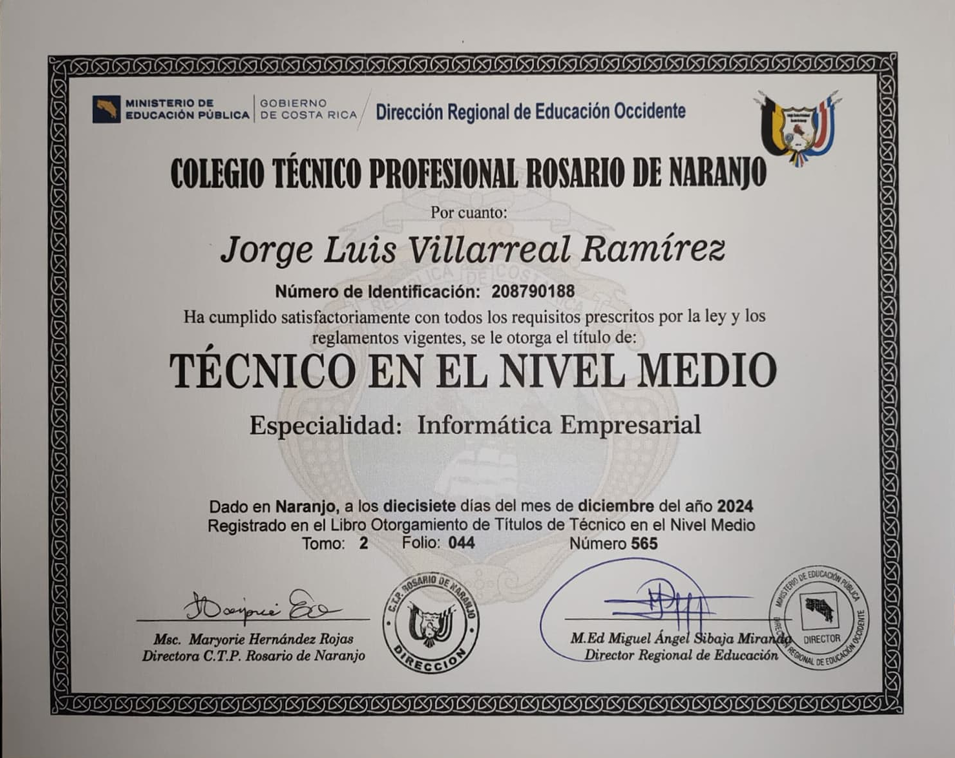 MINISTERIO DE
EDUCACIÓN PÚBLICA
GOBIERNO
DE COSTA RICA
Dirección Regional de Educación Occidente
COLEGIO TÉCNICO PROFESIONAL ROSARIO DE NARANJO
Por cuanto:
Jorge Luis Villarreal Ramírez
Número de Identificación: 208790188
Ha cumplido satisfactoriamente con todos los requisitos prescritos por la ley y los
reglamentos vigentes, se le otorga el título de:
TÉCNICO EN EL NIVEL MEDIO
Especialidad: Informática Empresarial
Dado en Naranjo, a los diecisiete días del mes de diciembre del año 2024
Registrado en el Libro Otorgamiento de Títulos de Técnico en el Nivel Medio
Tomo: 2 Folio: 044 Número 565
Msc. Maryorie Hernández Rojas
Directora C.T.P. Rosario de Naranjo
C.T.P. ROSARIO DE NARANJO
DIRECCION
M.Ed Miguel Ángel Sibaja Miranda
Director Regional de Educación
MINISTERIO DE EDUCACIÓN PÚBLICA
DIRECTOR
REGIONAL DE EDUCACIÓN OCCIDENTE